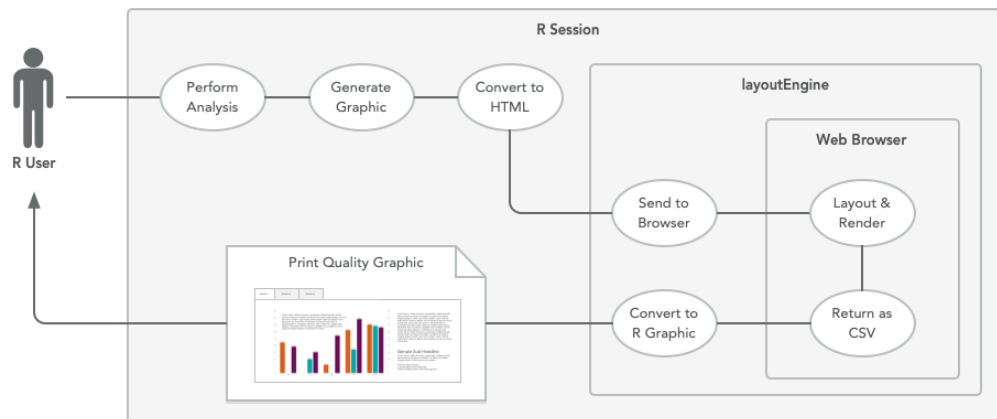 R Session
layoutEngine
Web Browser
R User
Perform
Analysis
Generate
Graphic
Convert to
HTML
Send to
Browser
Layout &
Render
Return as
CSV
Convert to
R Graphic
Print Quality Graphic
Sample Sub-Headline